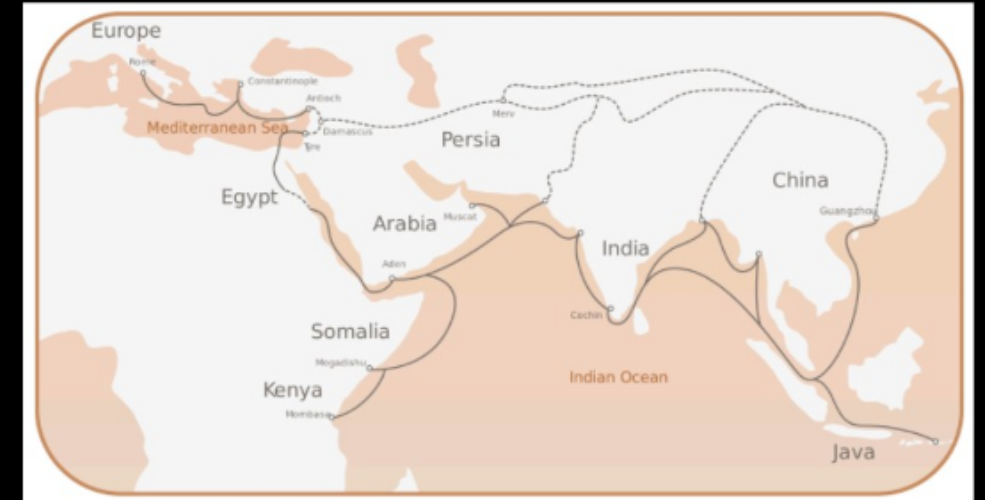 Europe
Rome
Constantinople
Antioch
Mediterranean Sea
Damascus
Tyre
Merv
Persia
China
Egypt
Arabia
Muscat
Guangzhou
India
Aden
Cochin
Somalia
Mogadishu
Indian Ocean
Kenya
Mombasa
Java